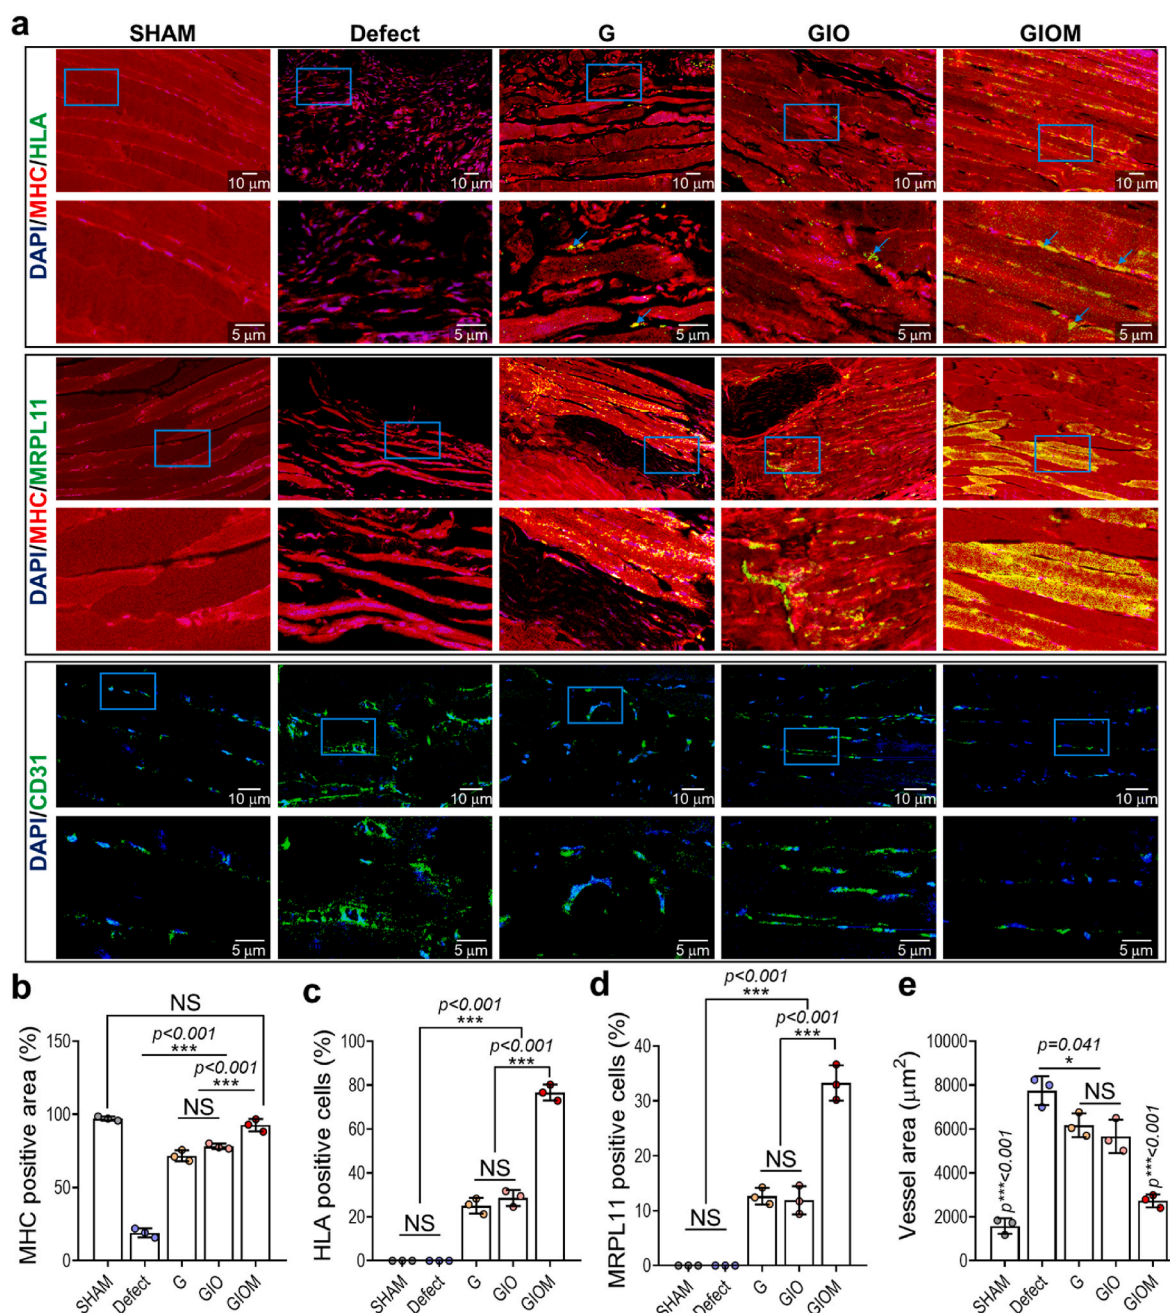 a
SHAM Defect G GIO GIOM
DAPI/MHC/HLA
10 μm 10 μm 10 μm 10 μm 10 μm
5 μm 5 μm 5 μm 5 μm 5 μm
DAPI/MHC/MRPL11
DAPI/CD31
10 μm 10 μm 10 μm 10 μm 10 μm
5 μm 5 μm 5 μm 5 μm 5 μm
b
MHC positive area (%)
150
100
50
0
NS
p<0.001
***
p<0.001
***
NS
SHAM Defect G GIO GIOM
c
HLA positive cells (%)
100
80
60
40
20
0
p<0.001
***
p<0.001
***
NS
NS
SHAM Defect G GIO GIOM
d
MRPL11 positive cells (%)
40
30
20
10
0
p<0.001
***
p<0.001
***
NS
NS
SHAM Defect G GIO GIOM
e
Vessel area (μm²)
10000
8000
6000
4000
2000
0
p=0.041
*
NS
p***<0.001
p***<0.001
SHAM Defect G GIO GIOM